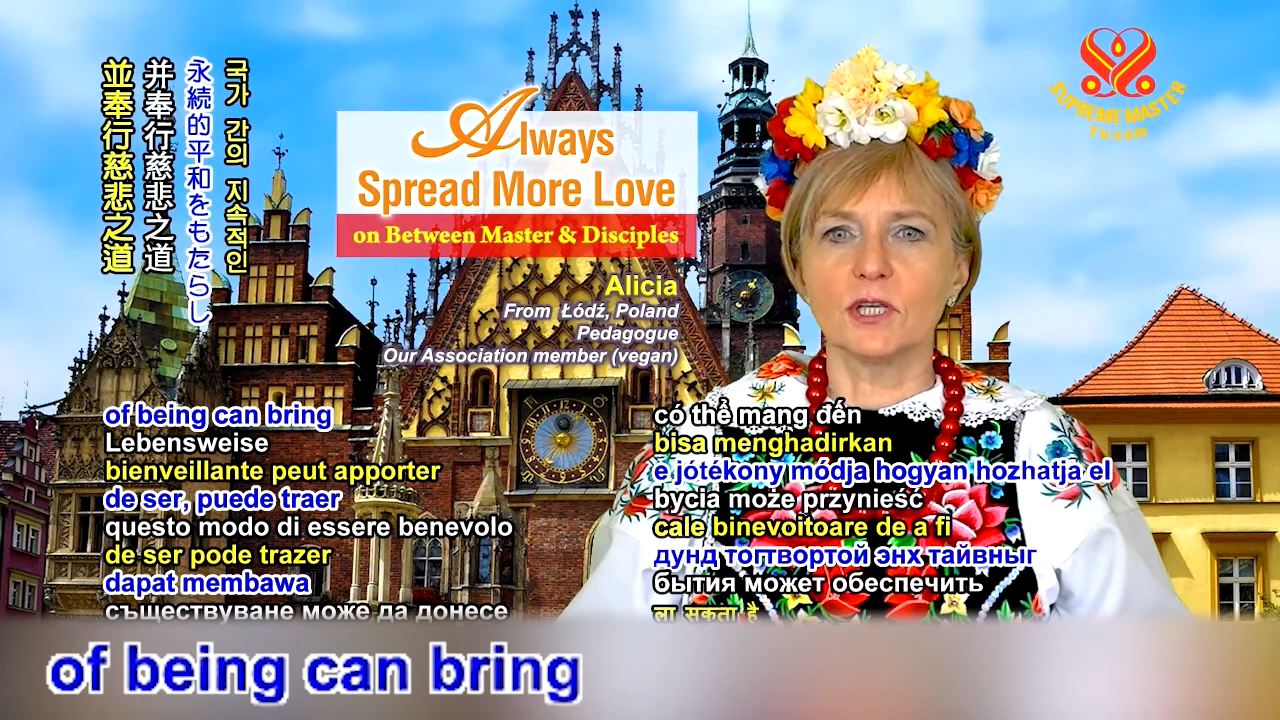 SUPREME MASTER
TV.com
並奉行慈悲之道
并奉行慈悲之道
永続的平和をもたらし
국가 간의 지속적인
Always
Spread More Love
on Between Master & Disciples
Alicia
From Łódź, Poland
Pedagogue
Our Association member (vegan)
of being can bring
Lebensweise
bienveillante peut apporter
de ser, puede traer
questo modo di essere benevolo
de ser pode trazer
dapat membawa
съществуване може да донесе
có thể mang đến
bisa menghadirkan
e jótékony módja hogyan hozhatja el
bycia może przynieść
cale binevoitoare de a fi
дунд тогтвортой энх тайвныг
бытия может обеспечить
ला सकता है
of being can bring